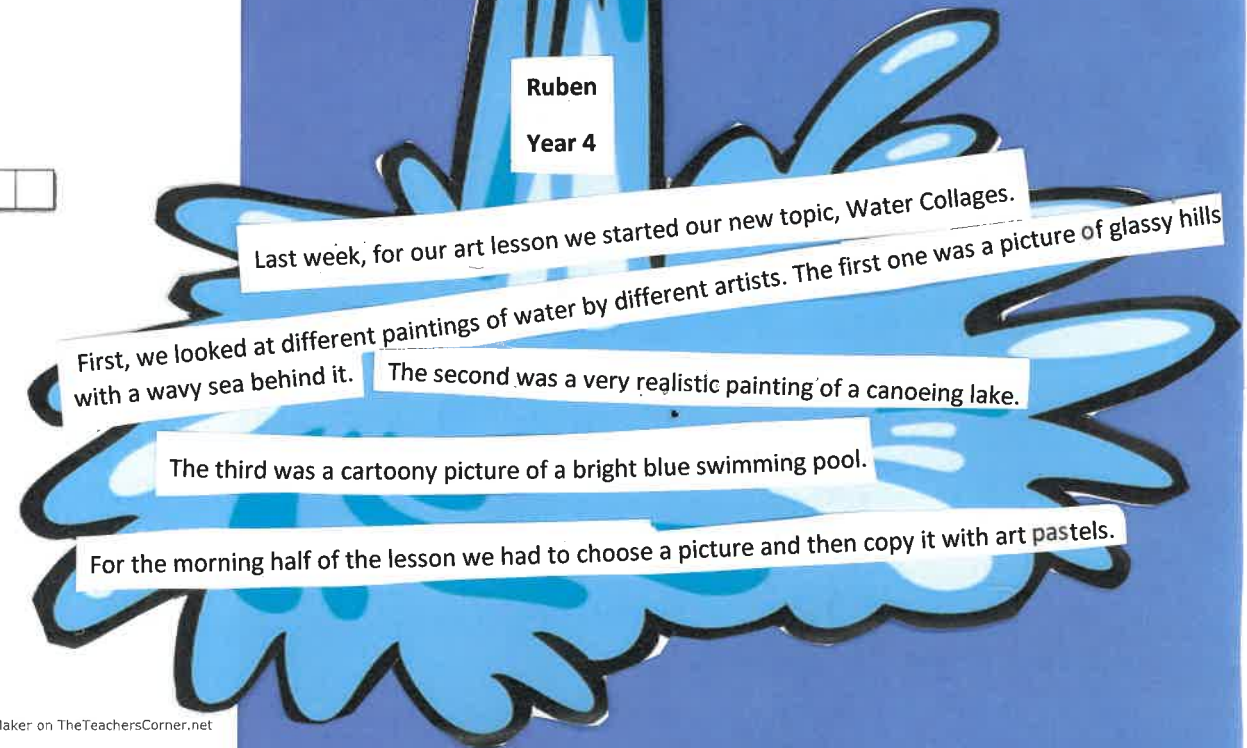 Ruben
Year 4
Last week, for our art lesson we started our new topic, Water Collages.
First, we looked at different paintings of water by different artists. The first one was a picture of glassy hills
with a wavy sea behind it.
The second was a very realistic painting of a canoeing lake.
The third was a cartoony picture of a bright blue swimming pool.
For the morning half of the lesson we had to choose a picture and then copy it with art pastels.
Maker on TheTeachersCorner.net